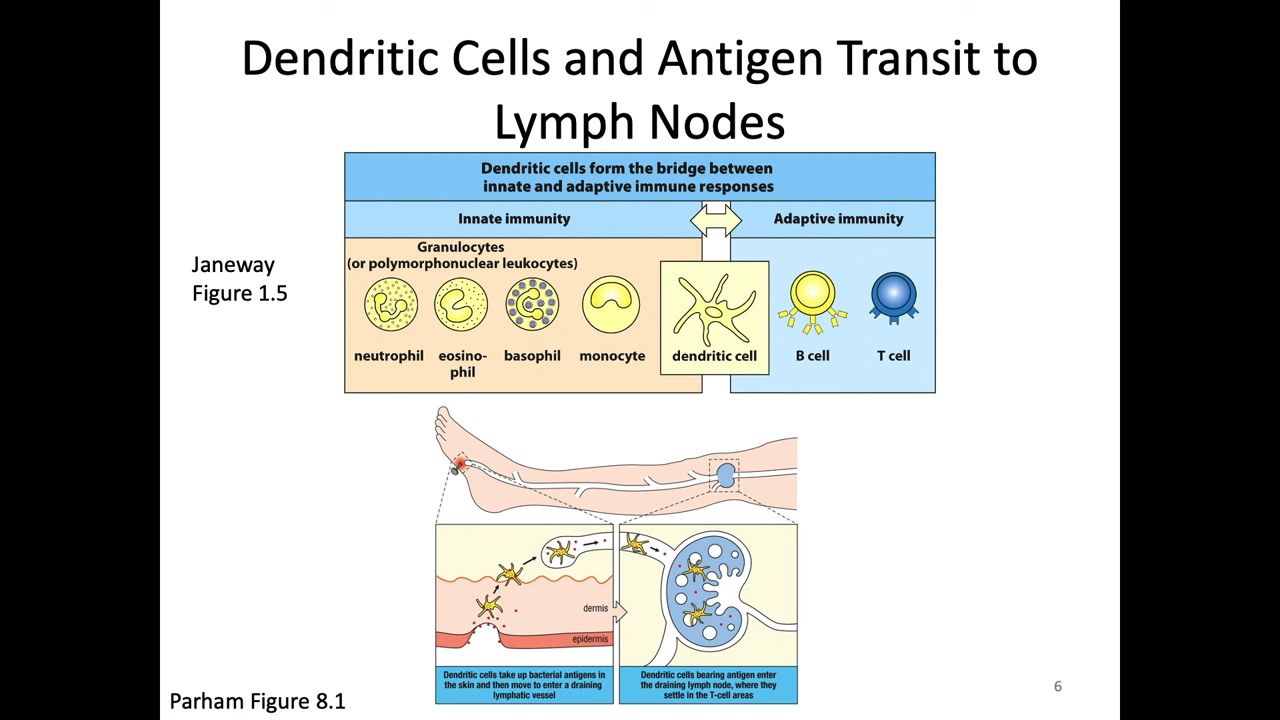 Dendritic Cells and Antigen Transit to
Lymph Nodes
Dendritic cells form the bridge between
innate and adaptive immune responses
Innate immunity
Adaptive immunity
Janeway
Figure 1.5
Granulocytes
(or polymorphonuclear leukocytes)
neutrophil
eosino-
phil
basophil
monocyte
dendritic cell
B cell
T cell
dermis
epidermis
Dendritic cells take up bacterial antigens in
the skin and then move to enter a draining
lymphatic vessel
Dendritic cells bearing antigen enter
the draining lymph node, where they
settle in the T-cell areas
Parham Figure 8.1
6